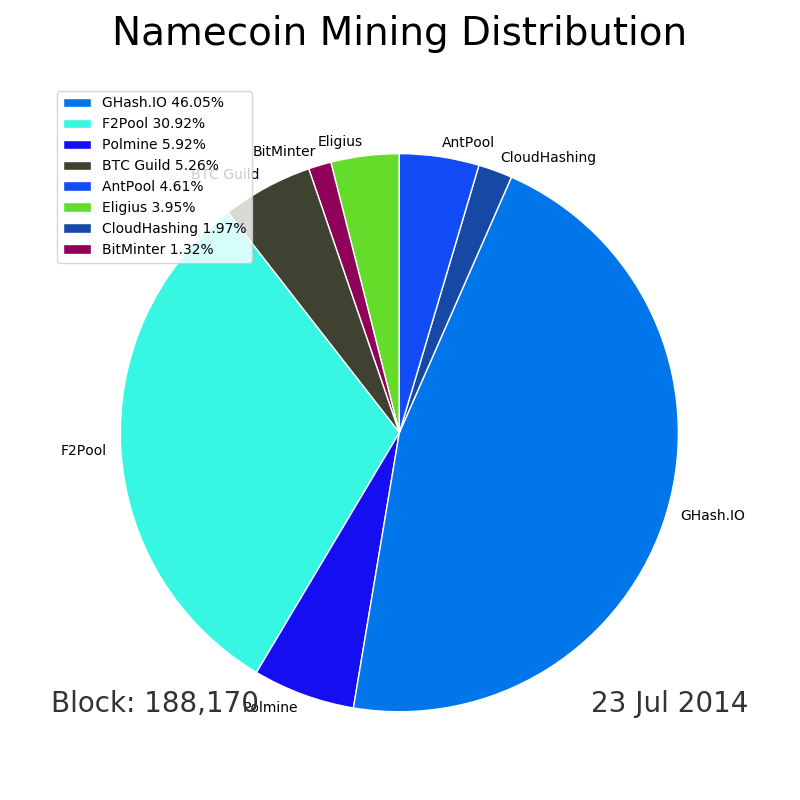 Namecoin Mining Distribution
GHash.IO 46.05%
F2Pool 30.92%
Polmine 5.92%
BTC Guild 5.26%
AntPool 4.61%
Eligius 3.95%
CloudHashing 1.97%
BitMinter 1.32%
BTC Guild
BitMinter
Eligius
AntPool
CloudHashing
F2Pool
GHash.IO
Polmine
Block: 188,170
23 Jul 2014